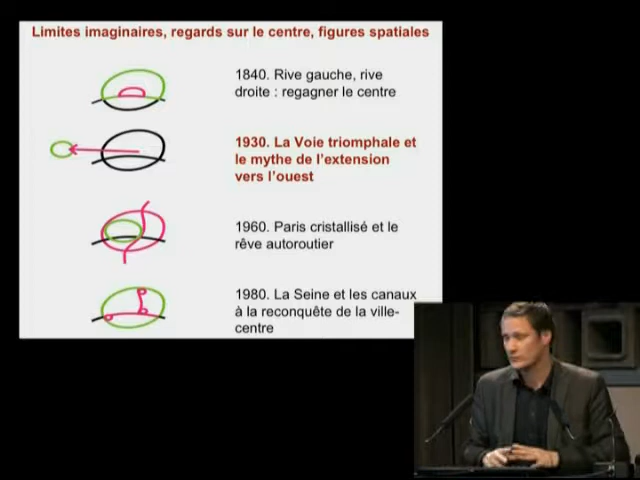 Limites imaginaires, regards sur le centre, figures spatiales
1840. Rive gauche, rive
droite : regagner le centre
1930. La Voie triomphale et
le mythe de l'extension
vers l'ouest
1960. Paris cristallisé et le
rêve autoroutier
1980. La Seine et les canaux
à la reconquête de la ville-
centre